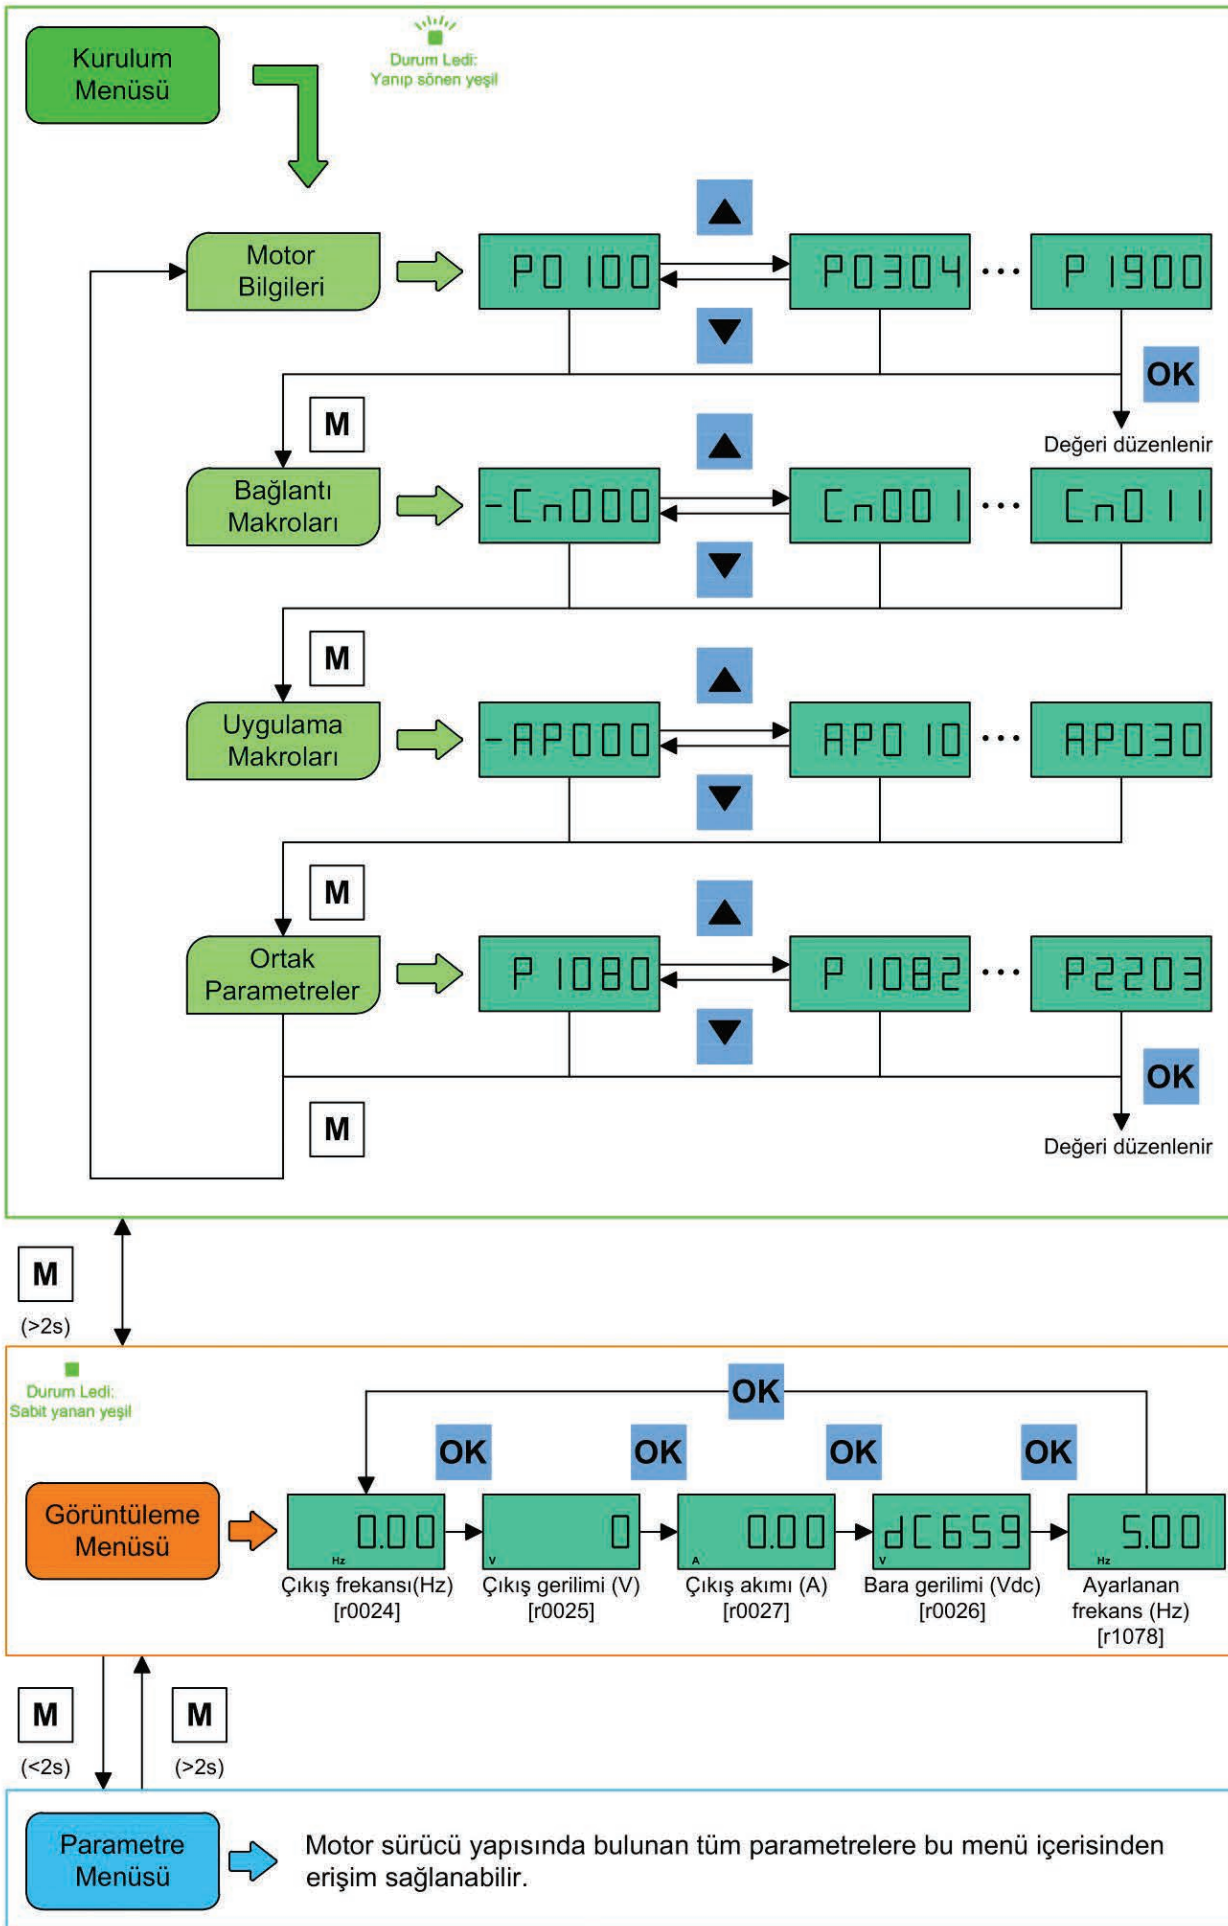 Kurulum
Menüsü
Durum Ledi:
Yanıp sönen yeşil
Motor
Bilgileri
P0100
P0304
...
P1900
OK
Değeri düzenlenir
M
Bağlantı
Makroları
-Cn000
Cn001
...
Cn011
M
Uygulama
Makroları
-AP000
AP010
...
AP030
M
Ortak
Parametreler
P1080
P1082
...
P2203
OK
Değeri düzenlenir
M
M
(>2s)
Durum Ledi:
Sabit yanan yeşil
OK
OK
OK
OK
OK
Görüntüleme
Menüsü
0.00
Hz
0
V
0.00
A
dC659
V
5.00
Hz
Çıkış frekansı(Hz)
[r0024]
Çıkış gerilimi (V)
[r0025]
Çıkış akımı (A)
[r0027]
Bara gerilimi (Vdc)
[r0026]
Ayarlanan
frekans (Hz)
[r1078]
M
(<2s)
M
(>2s)
Parametre
Menüsü
Motor sürücü yapısında bulunan tüm parametrelere bu menü içerisinden
erişim sağlanabilir.